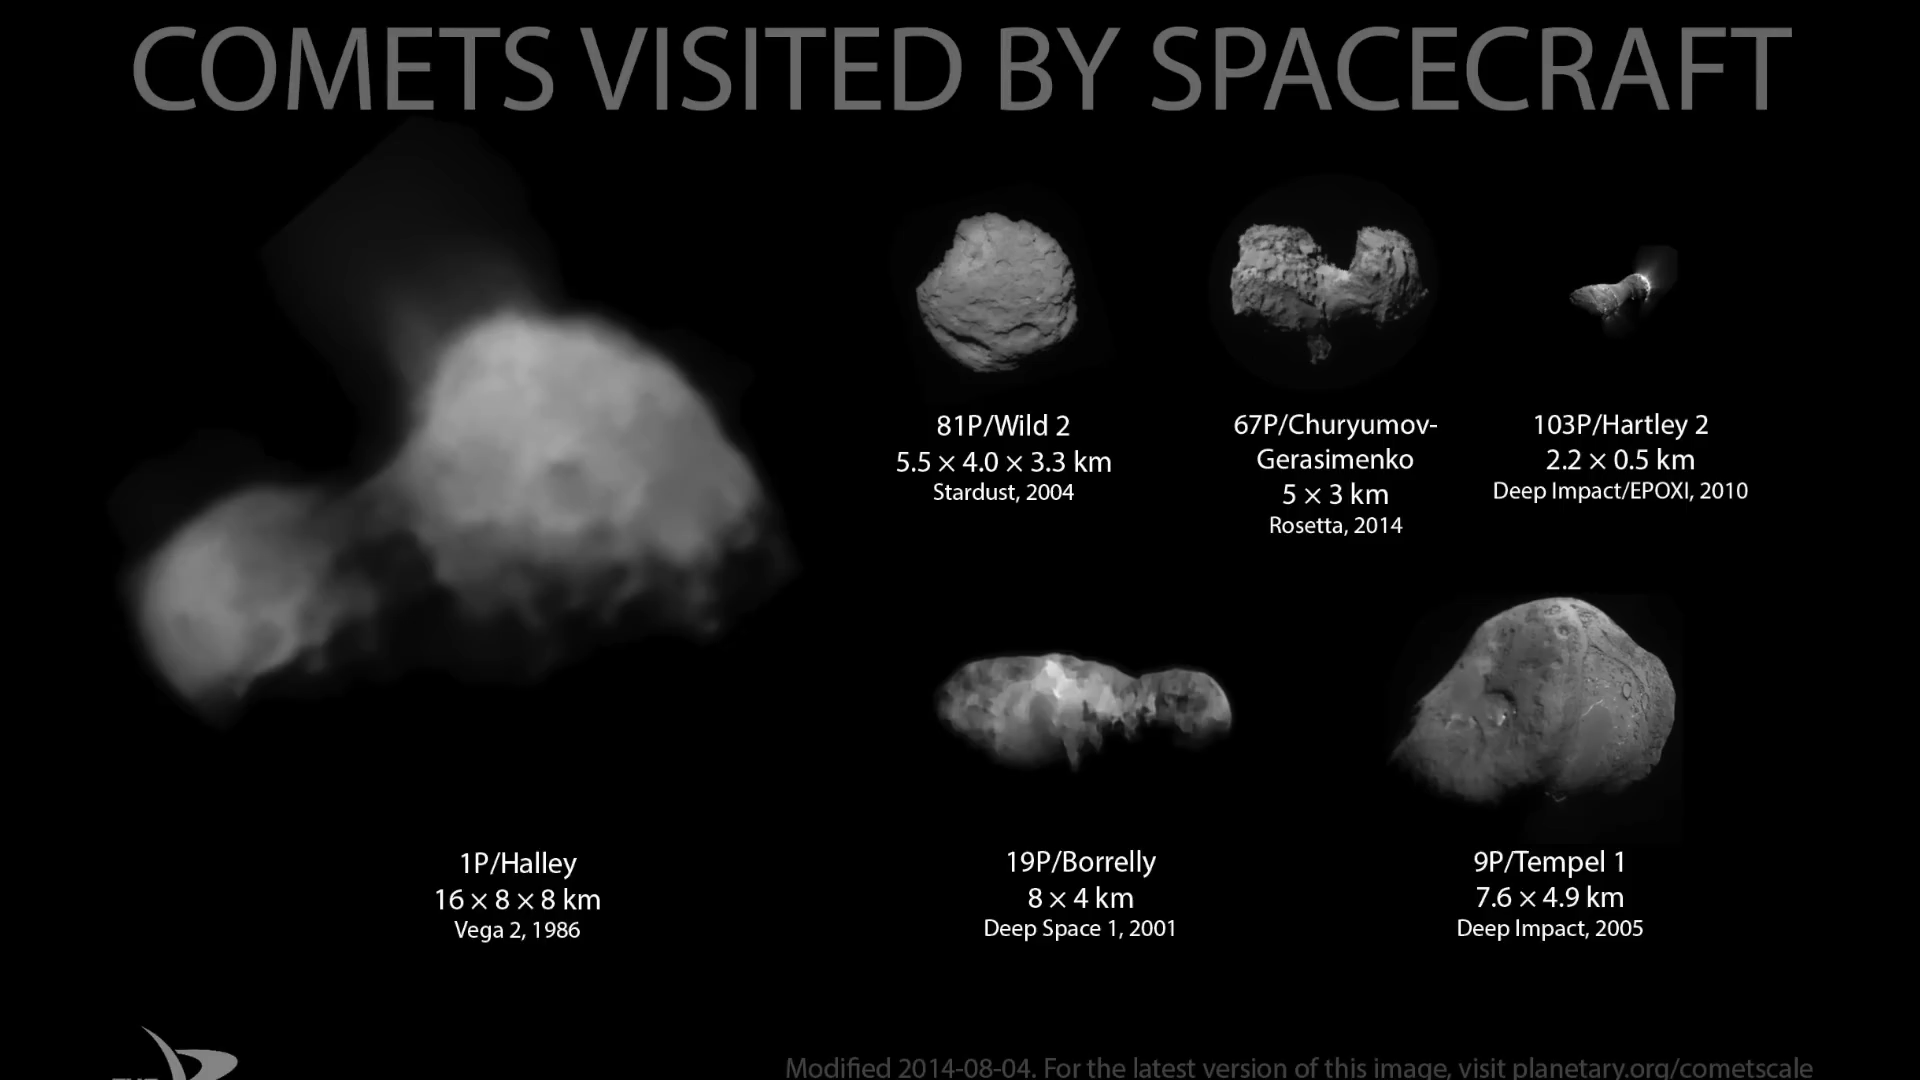 COMETS VISITED BY SPACECRAFT
81P/Wild 2
5.5 × 4.0 × 3.3 km
Stardust, 2004
67P/Churyumov-
Gerasimenko
5 × 3 km
Rosetta, 2014
103P/Hartley 2
2.2 × 0.5 km
Deep Impact/EPOXI, 2010
1P/Halley
16 × 8 × 8 km
Vega 2, 1986
19P/Borrelly
8 × 4 km
Deep Space 1, 2001
9P/Tempel 1
7.6 × 4.9 km
Deep Impact, 2005
Modified 2014-08-04. For the latest version of this image, visit planetary.org/cometscale